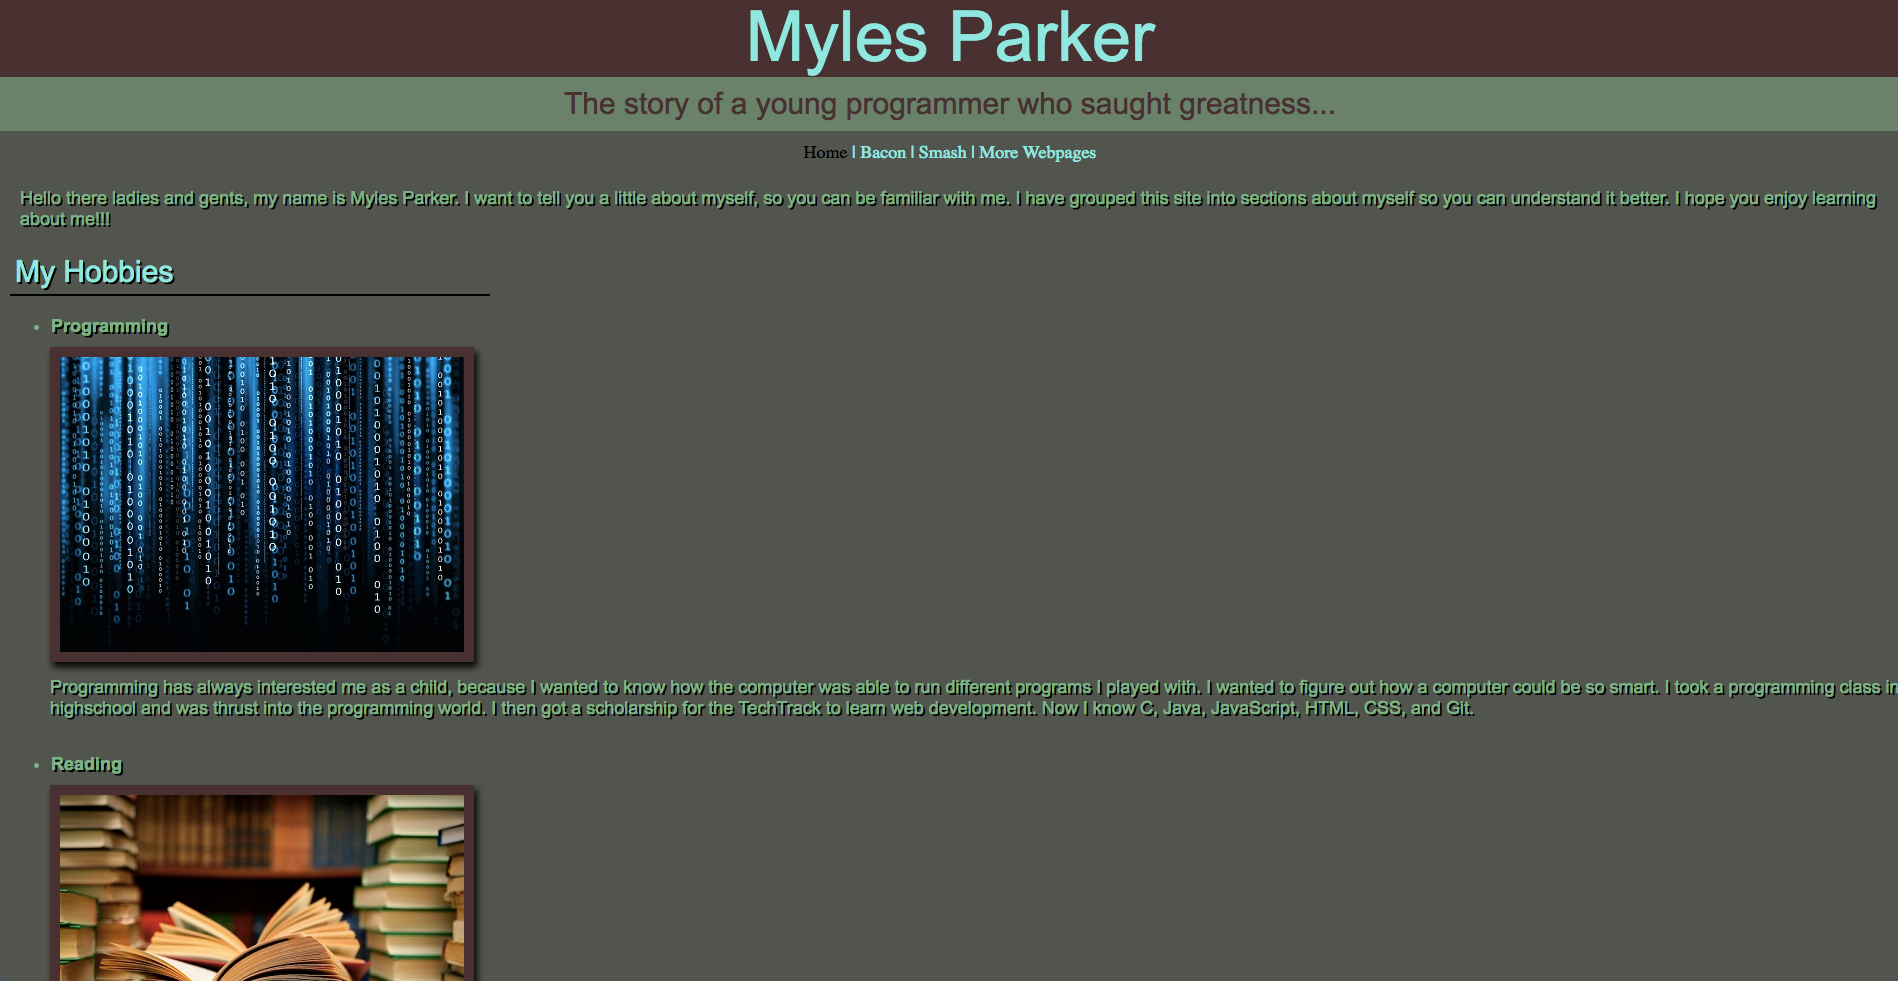 Myles Parker
The story of a young programmer who saught greatness...
Home | Bacon | Smash | More Webpages
Hello there ladies and gents, my name is Myles Parker. I want to tell you a little about myself, so you can be familiar with me. I have grouped this site into sections about myself so you can understand it better. I hope you enjoy learning
about me!!!
My Hobbies
Programming
Programming has always interested me as a child, because I wanted to know how the computer was able to run different programs I played with. I wanted to figure out how a computer could be so smart. I took a programming class in
highschool and was thrust into the programming world. I then got a scholarship for the TechTrack to learn web development. Now I know C, Java, JavaScript, HTML, CSS, and Git.
Reading